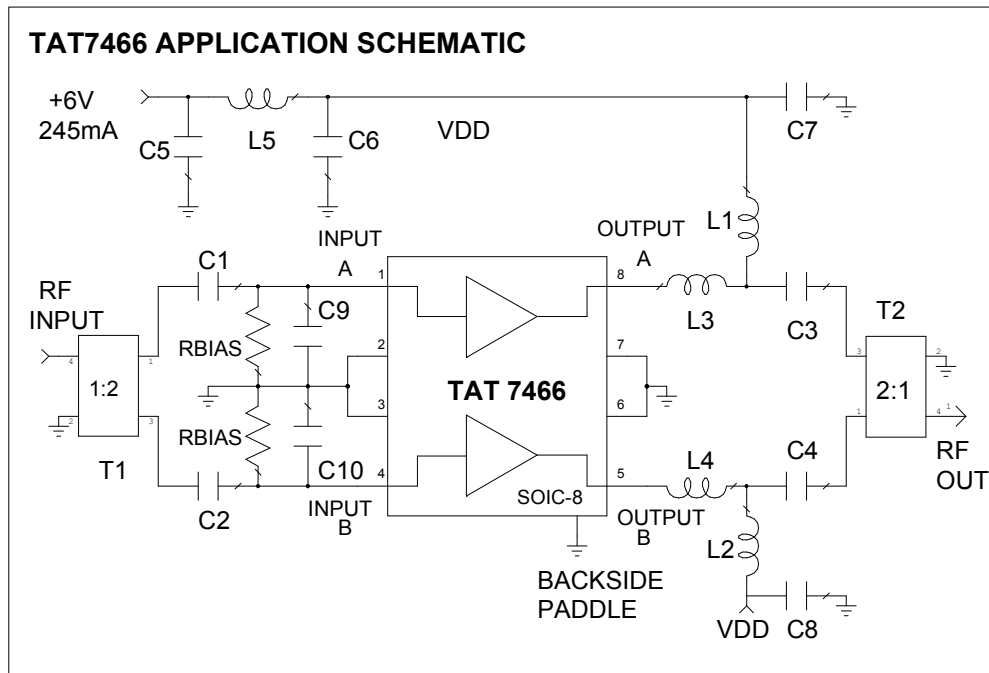 TAT7466 APPLICATION SCHEMATIC
+6V
245mA
C5
L5
C6
VDD
C7
L1
INPUT
A
OUTPUT
A
C1
1
8
RF
INPUT
C9
L3
C3
T2
RBIAS
2
7
4
1
3
2
1:2
TAT 7466
2:1
3
6
2
3
1
4
1
RBIAS
T1
C10
4
5
L4
C4
RF
OUT
C2
INPUT
B
SOIC-8
OUTPUT
B
L2
BACKSIDE
PADDLE
VDD
C8